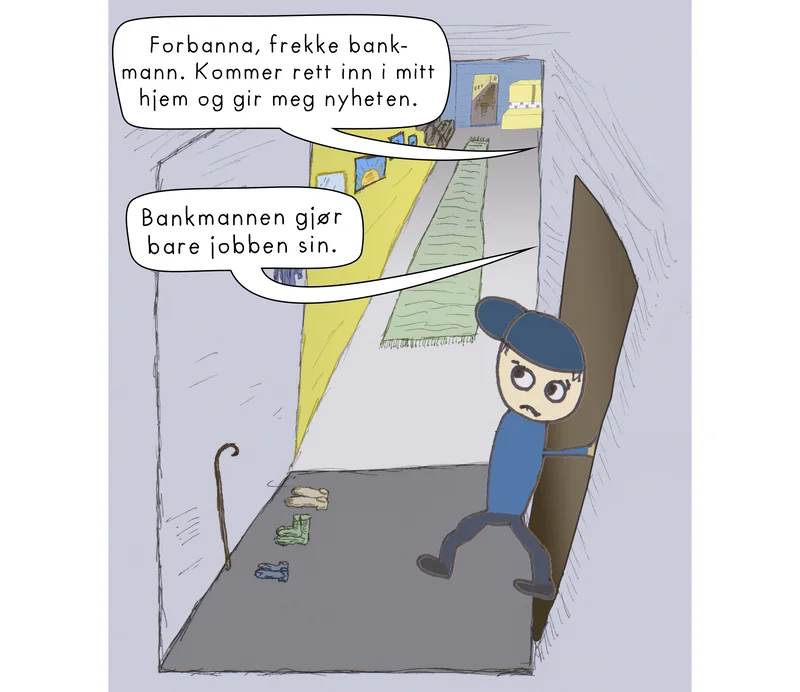 Forbanna, frekke bank-
mann. Kommer rett inn i mitt
hjem og gir meg nyheten.
Bankmannen gjør
bare jobben sin.